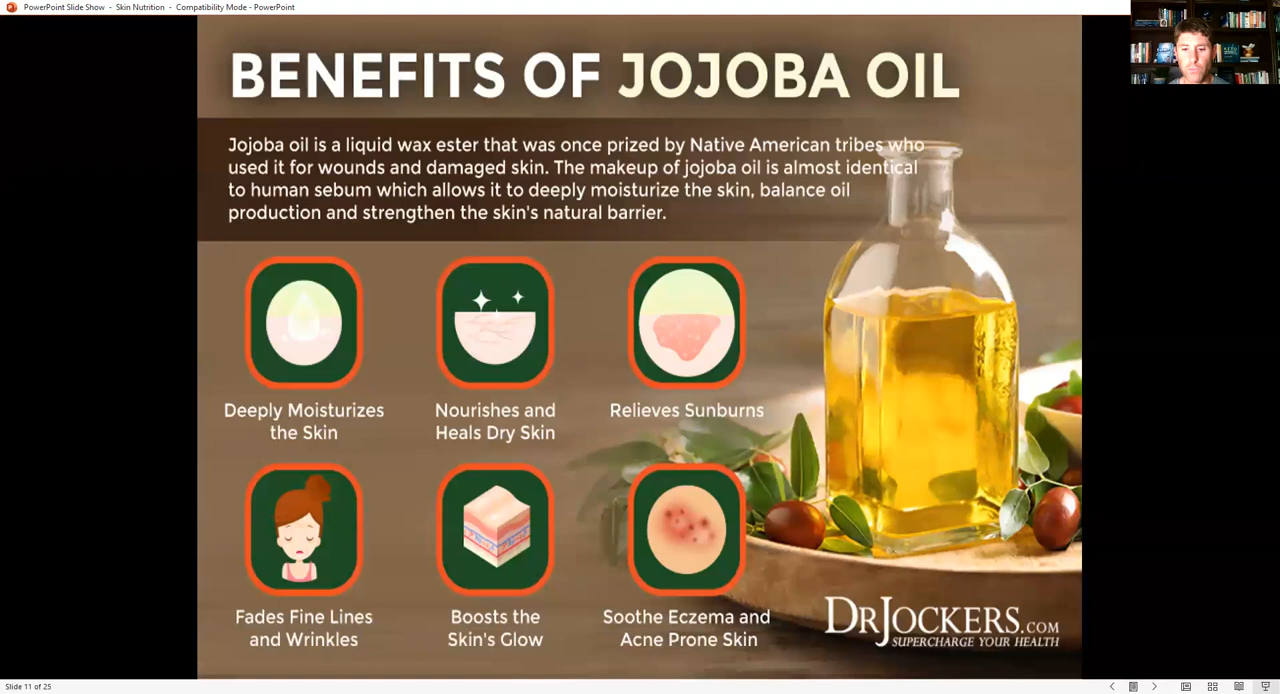 PowerPoint Slide Show - Skin Nutrition - Compatibility Mode - PowerPoint
BENEFITS OF JOJOBA OIL
Jojoba oil is a liquid wax ester that was once prized by Native American tribes who
used it for wounds and damaged skin. The makeup of jojoba oil is almost identical
to human sebum which allows it to deeply moisturize the skin, balance oil
production and strengthen the skin's natural barrier.
Deeply Moisturizes
the Skin
Nourishes and
Heals Dry Skin
Relieves Sunburns
Fades Fine Lines
and Wrinkles
Boosts the
Skin's Glow
Soothe Eczema and
Acne Prone Skin
DRJOCKERS.COM
SUPERCHARGE YOUR HEALTH
Slide 11 of 25